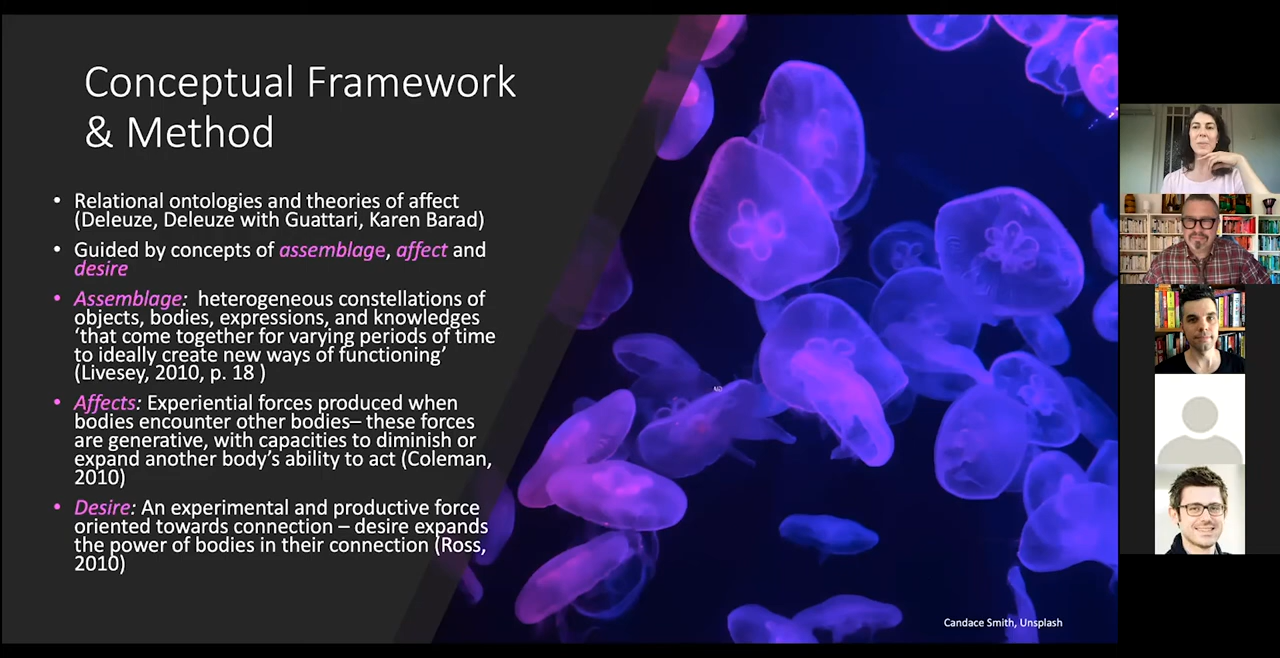 Conceptual Framework
& Method
• Relational ontologies and theories of affect
(Deleuze, Deleuze with Guattari, Karen Barad)
• Guided by concepts of assemblage, affect and
desire
• Assemblage: heterogeneous constellations of
objects, bodies, expressions, and knowledges
‘that come together for varying periods of time
to ideally create new ways of functioning’
(Livesey, 2010, p. 18 )
• Affects: Experiential forces produced when
bodies encounter other bodies– these forces
are generative, with capacities to diminish or
expand another body’s ability to act (Coleman,
2010)
• Desire: An experimental and productive force
oriented towards connection – desire expands
the power of bodies in their connection (Ross,
2010)
Candace Smith, Unsplash